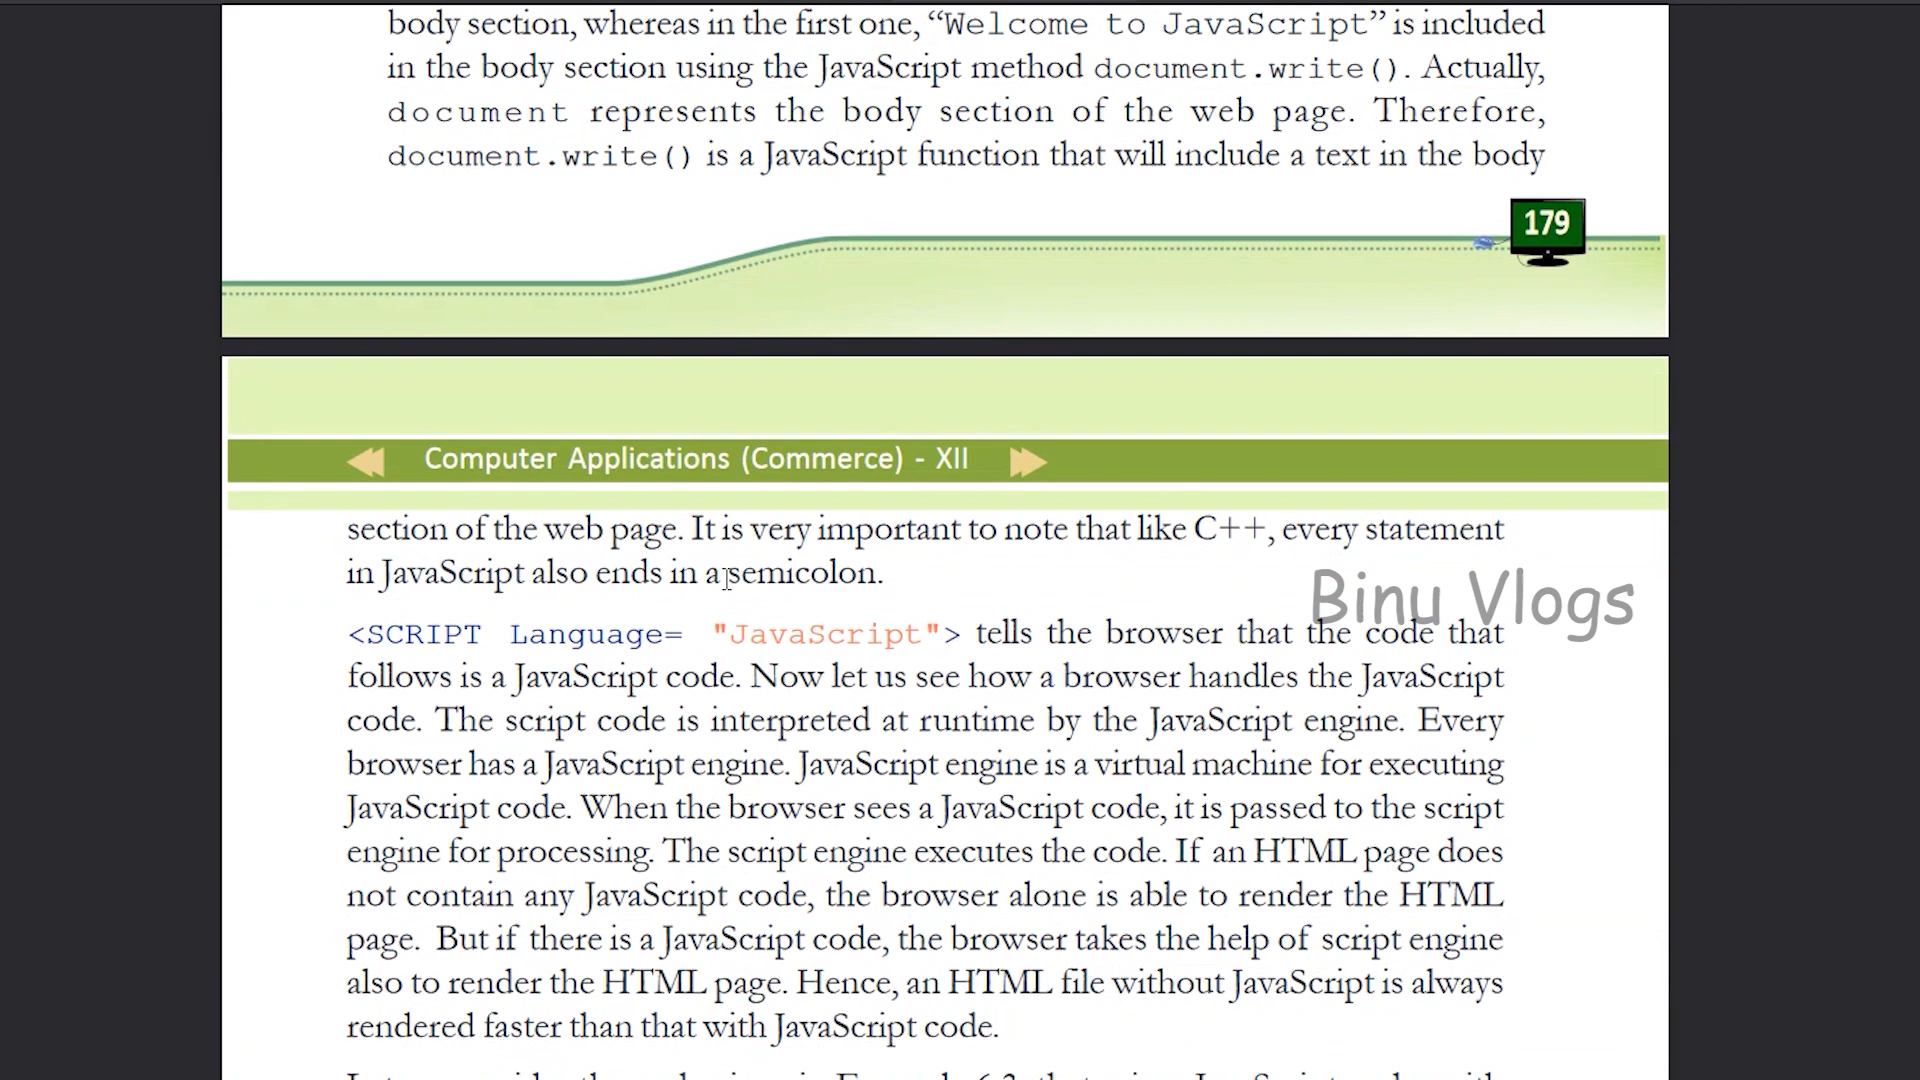 body section, whereas in the first one, “Welcome to JavaScript” is included
in the body section using the JavaScript method document.write(). Actually,
document represents the body section of the web page. Therefore,
document.write() is a JavaScript function that will include a text in the body
179
Computer Applications (Commerce) - XII
section of the web page. It is very important to note that like C++, every statement
in JavaScript also ends in a semicolon.
Binu Vlogs
<SCRIPT Language= "JavaScript"> tells the browser that the code that
follows is a JavaScript code. Now let us see how a browser handles the JavaScript
code. The script code is interpreted at runtime by the JavaScript engine. Every
browser has a JavaScript engine. JavaScript engine is a virtual machine for executing
JavaScript code. When the browser sees a JavaScript code, it is passed to the script
engine for processing. The script engine executes the code. If an HTML page does
not contain any JavaScript code, the browser alone is able to render the HTML
page. But if there is a JavaScript code, the browser takes the help of script engine
also to render the HTML page. Hence, an HTML file without JavaScript is always
rendered faster than that with JavaScript code.